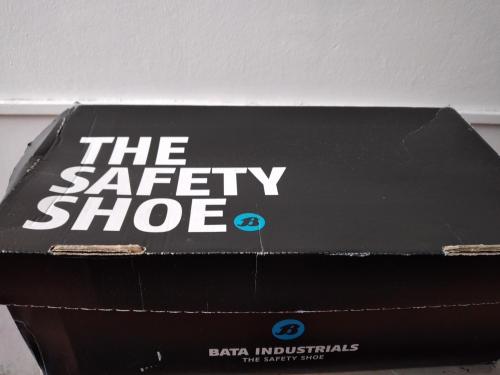 THE
SAFETY
SHOE B
B
BATA INDUSTRIALS
THE SAFETY SHOE